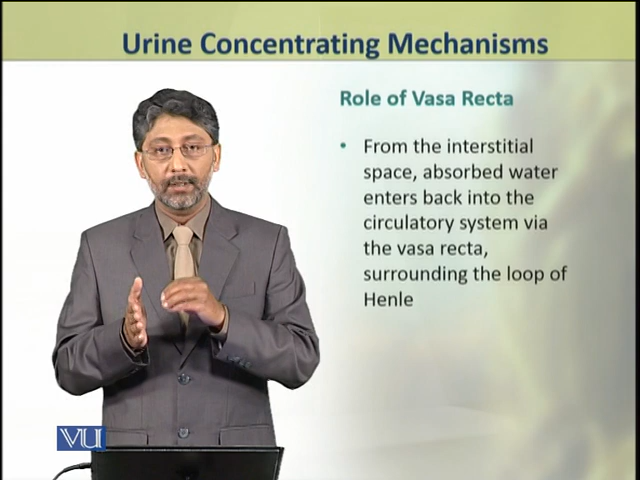 Urine Concentrating Mechanisms
Role of Vasa Recta
• From the interstitial
space, absorbed water
enters back into the
circulatory system via
the vasa recta,
surrounding the loop of
Henle
VU